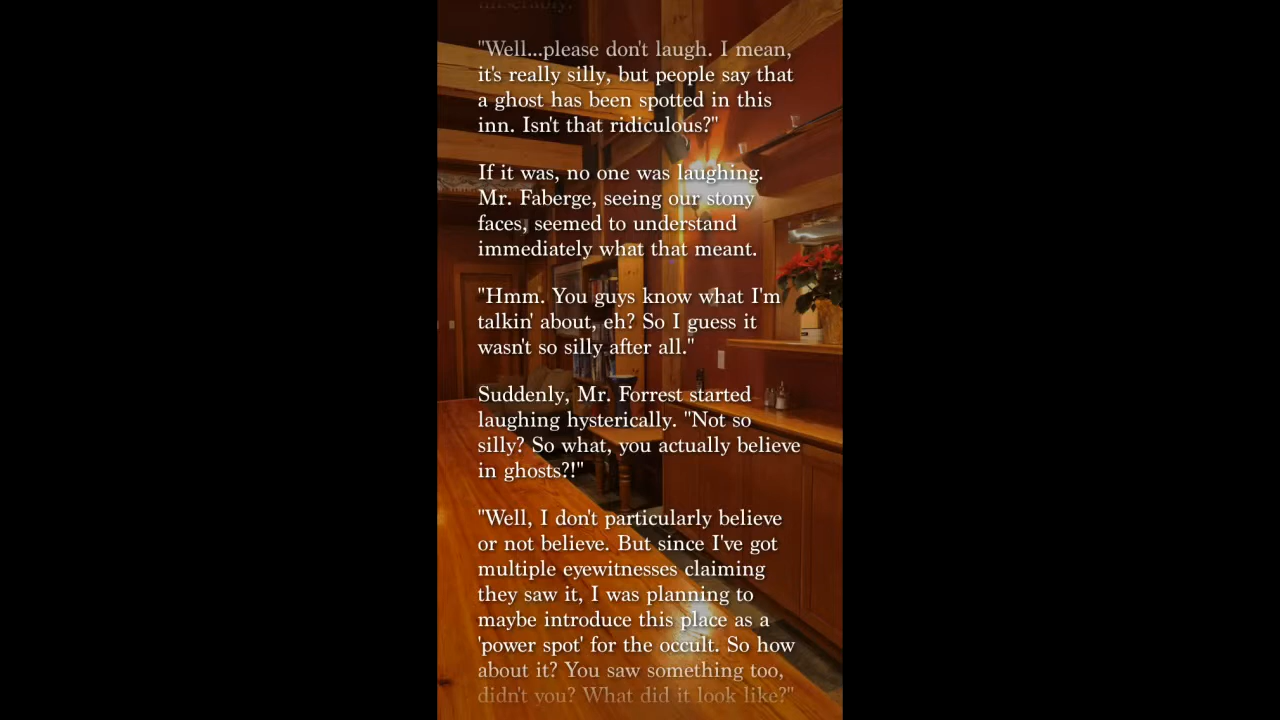 miserably.
"Well...please don't laugh. I mean,
it's really silly, but people say that
a ghost has been spotted in this
inn. Isn't that ridiculous?"
If it was, no one was laughing.
Mr. Faberge, seeing our stony
faces, seemed to understand
immediately what that meant.
"Hmm. You guys know what I'm
talkin' about, eh? So I guess it
wasn't so silly after all."
Suddenly, Mr. Forrest started
laughing hysterically. "Not so
silly? So what, you actually believe
in ghosts?!"
"Well, I don't particularly believe
or not believe. But since I've got
multiple eyewitnesses claiming
they saw it, I was planning to
maybe introduce this place as a
'power spot' for the occult. So how
about it? You saw something too,
didn't you? What did it look like?"